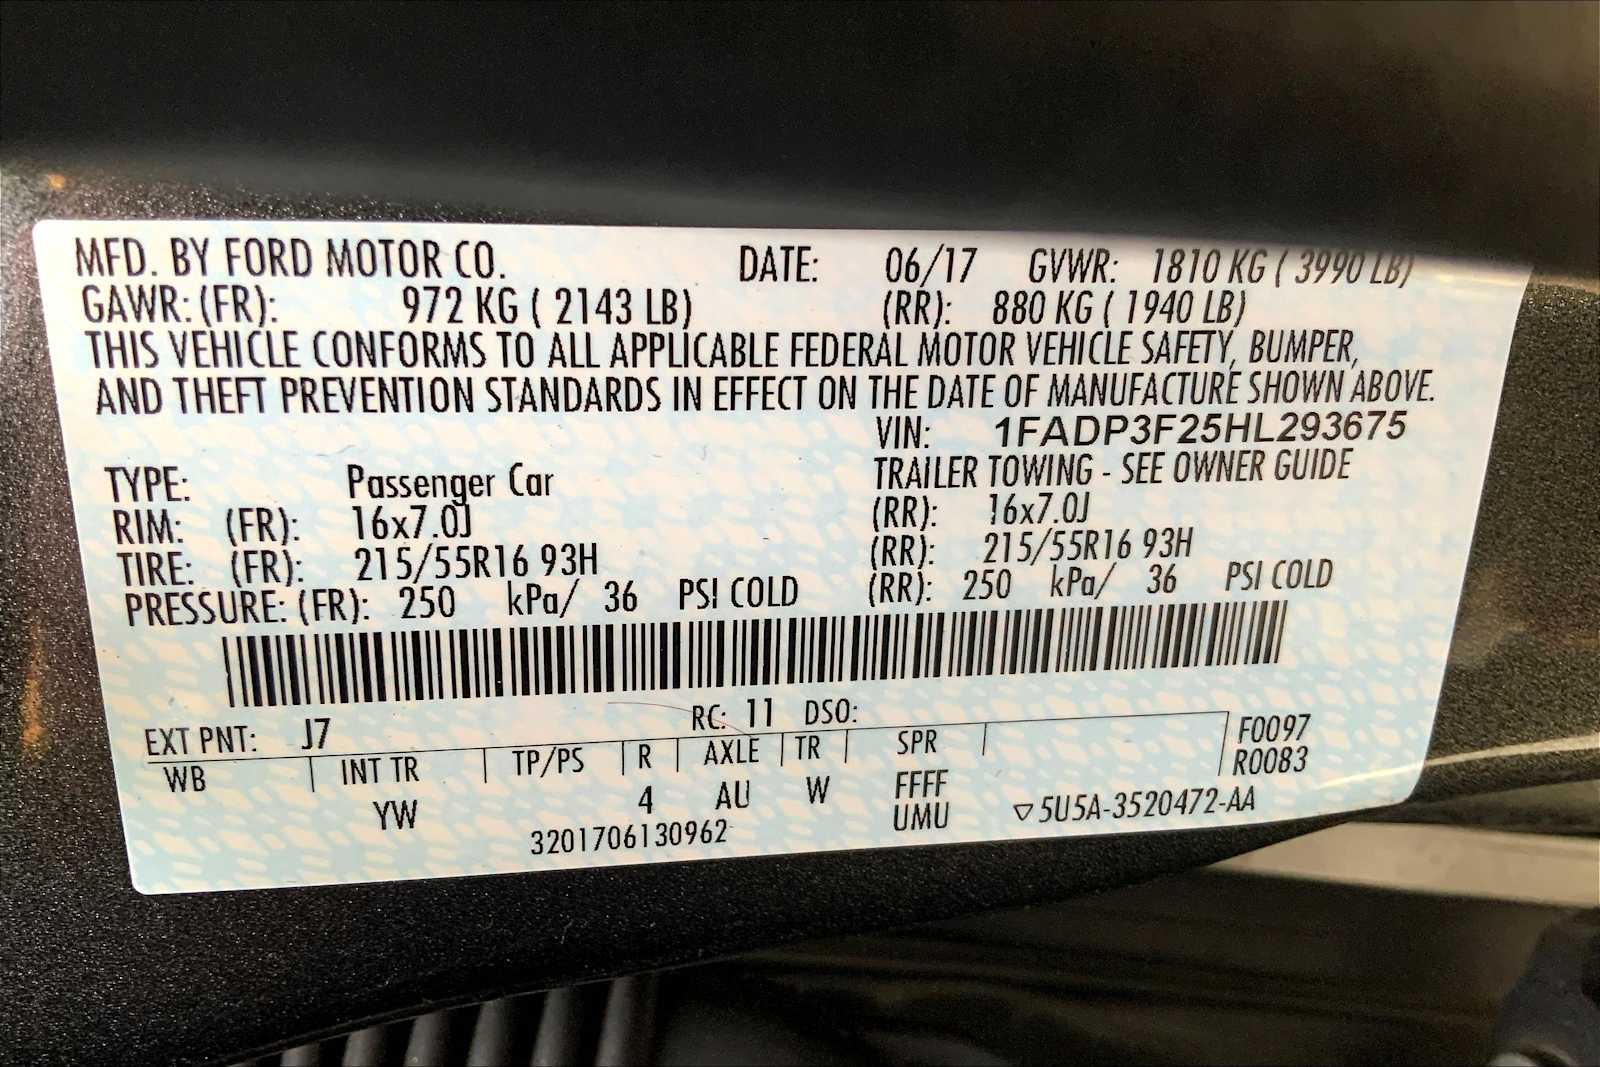 MFD. BY FORD MOTOR CO. DATE: 06/17 GVWR: 1810 KG ( 3990 LB)
GAWR: (FR): 972 KG ( 2143 LB) (RR): 880 KG ( 1940 LB)
THIS VEHICLE CONFORMS TO ALL APPLICABLE FEDERAL MOTOR VEHICLE SAFETY, BUMPER,
AND THEFT PREVENTION STANDARDS IN EFFECT ON THE DATE OF MANUFACTURE SHOWN ABOVE.
VIN: 1FADP3F25HL293675
TYPE: Passenger Car TRAILER TOWING - SEE OWNER GUIDE
RIM: (FR): 16x7.0J (RR): 16x7.0J
TIRE: (FR): 215/55R16 93H (RR): 215/55R16 93H
PRESSURE: (FR): 250 kPa/ 36 PSI COLD (RR): 250 kPa/ 36 PSI COLD
EXT PNT: J7 RC: 11 DSO:
WB INT TR TP/PS R AXLE TR SPR F0097
R0083
YW 4 AU W FFFF
UMU ▽5U5A-3520472-AA
3201706130962